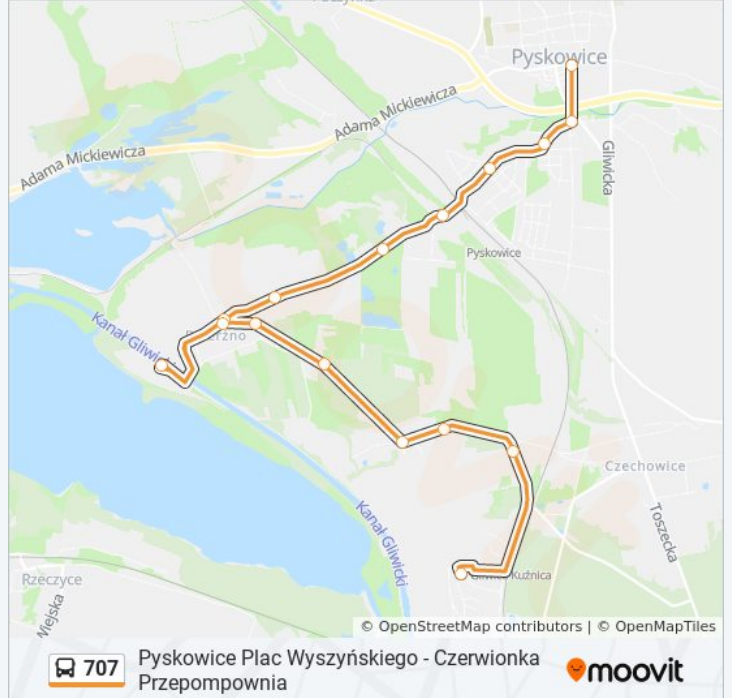 Pyskowice
Adama Mickiewicza
Adama Mickiewicza
Gliwicka
Pyskowice
Kanał Gliwicki
Czechowice
Kanał Gliwicki
Toszecka
Kuźnica
Rzeczyce
Wiejska
© OpenStreetMap contributors | © OpenMapTiles
707
Pyskowice Plac Wyszyńskiego - Czerwionka
Przepompownia
moovit